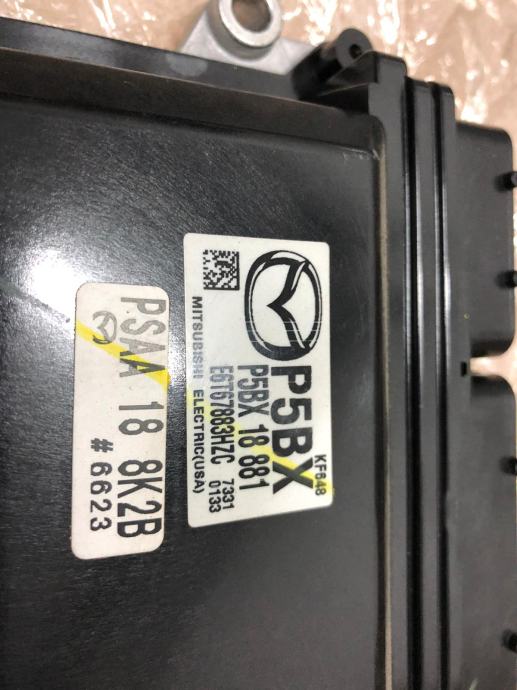 P5BX
KF648
P5BX 18 881
E6T67883HZC 7331
0133
MITSUBISHI ELECTRIC(USA)
PSAA 18 8K2B
#6623